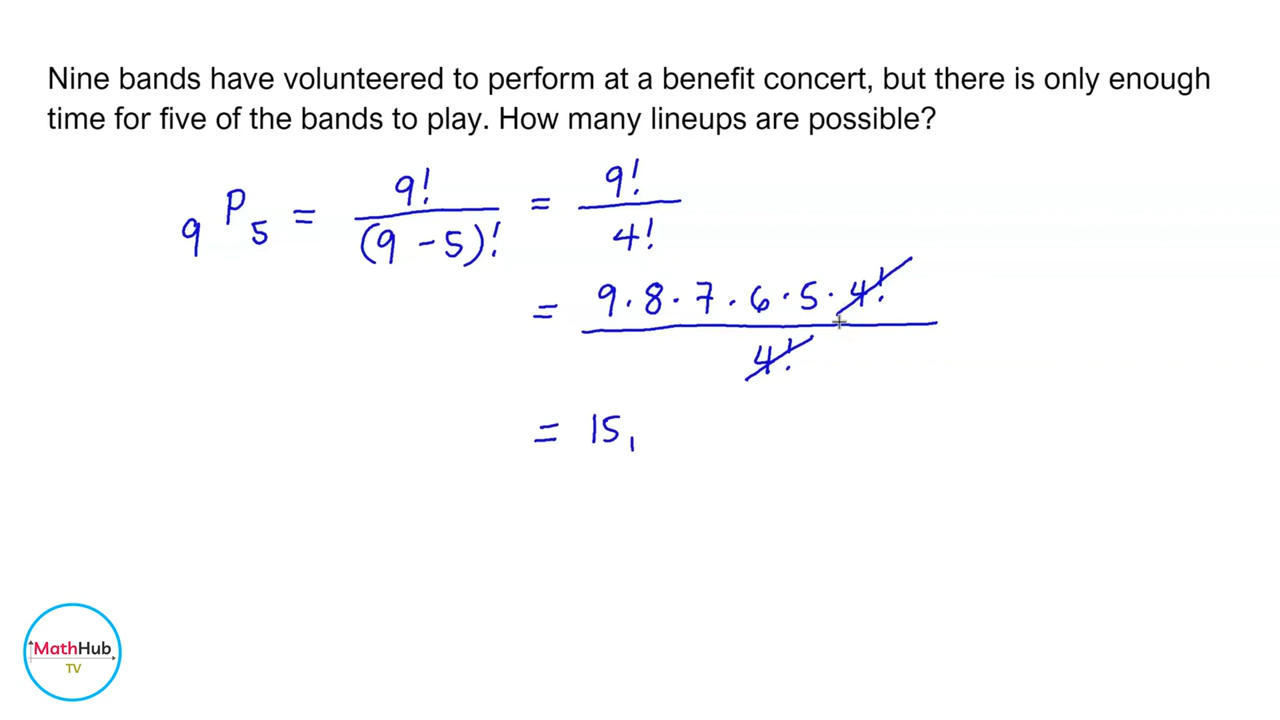 Nine bands have volunteered to perform at a benefit concert, but there is only enough
time for five of the bands to play. How many lineups are possible?
₉P₅ = 9!/(9 - 5)! = 9!/4!
= 9 · 8 · 7 · 6 · 5 · 4!/4!
= 15,
MathHub
TV